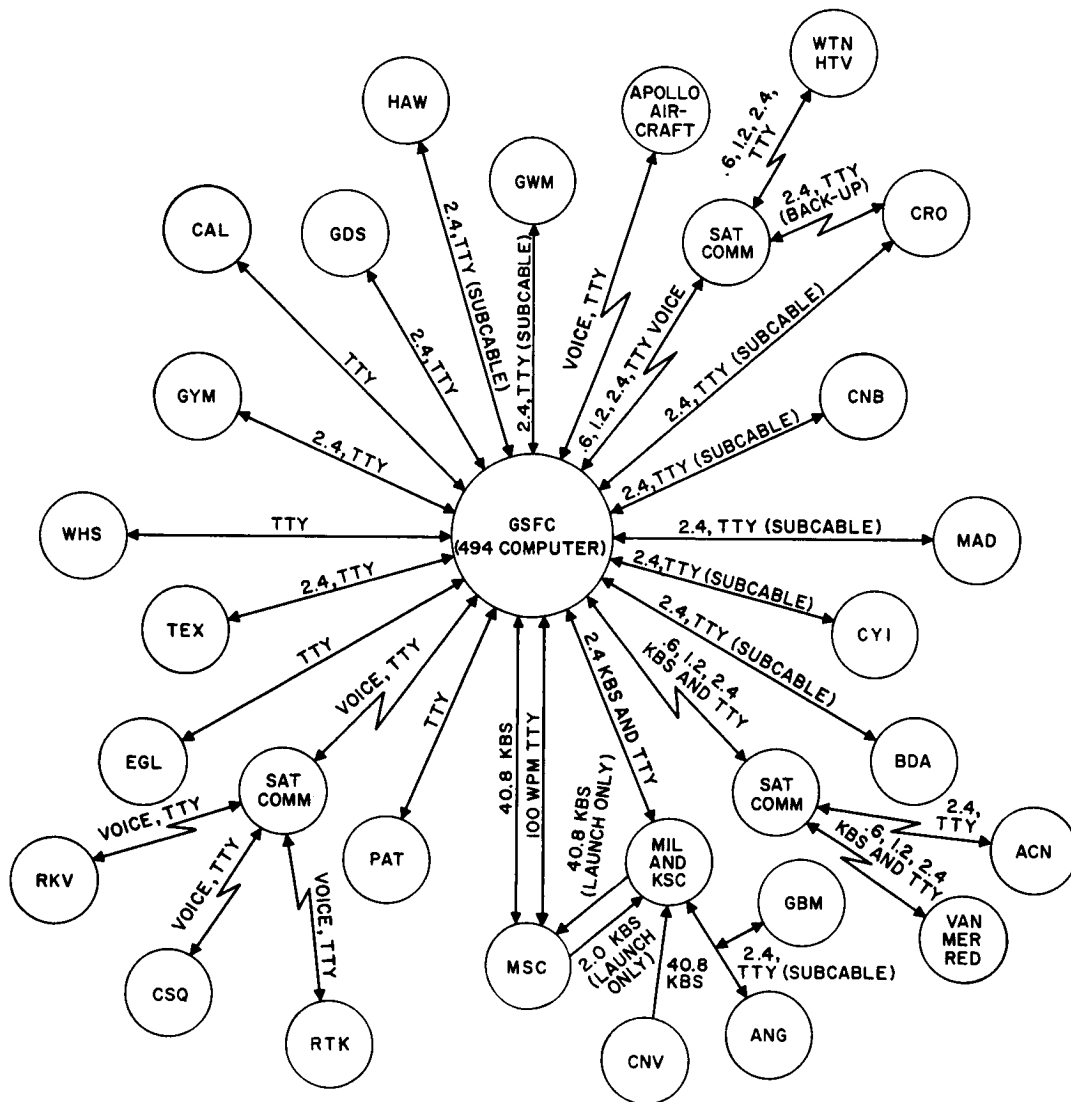 WTN
HTV
HAW
APOLLO
AIR-
CRAFT
.6, 1.2, 2.4,
TTY
GWM
2.4, TTY
(BACK-UP)
CAL
GDS
SAT
COMM
CRO
2.4, TTY (SUBCABLE)
2.4, TTY (SUBCABLE)
VOICE, TTY
.6, 1.2, 2.4, TTY VOICE
2.4, TTY (SUBCABLE)
TTY
2.4, TTY
GYM
CNB
2.4, TTY
2.4, TTY (SUBCABLE)
WHS
TTY
GSFC
(494 COMPUTER)
2.4, TTY (SUBCABLE)
MAD
2.4, TTY
2.4, TTY (SUBCABLE)
TEX
CYI
TTY
VOICE, TTY
TTY
40.8 KBS
100 WPM TTY
2.4 KBS AND TTY
.6, 1.2, 2.4
KBS AND TTY
2.4, TTY (SUBCABLE)
EGL
SAT
COMM
SAT
COMM
BDA
VOICE, TTY
RKV
VOICE, TTY
VOICE, TTY
PAT
40.8 KBS
(LAUNCH ONLY)
MIL
AND
KSC
2.4,
TTY
ACN
.6, 1.2, 2.4
KBS AND TTY
GBM
VAN
MER
RED
CSQ
MSC
2.0 KBS
(LAUNCH
ONLY)
40.8
KBS
2.4,
TTY (SUBCABLE)
RTK
CNV
ANG